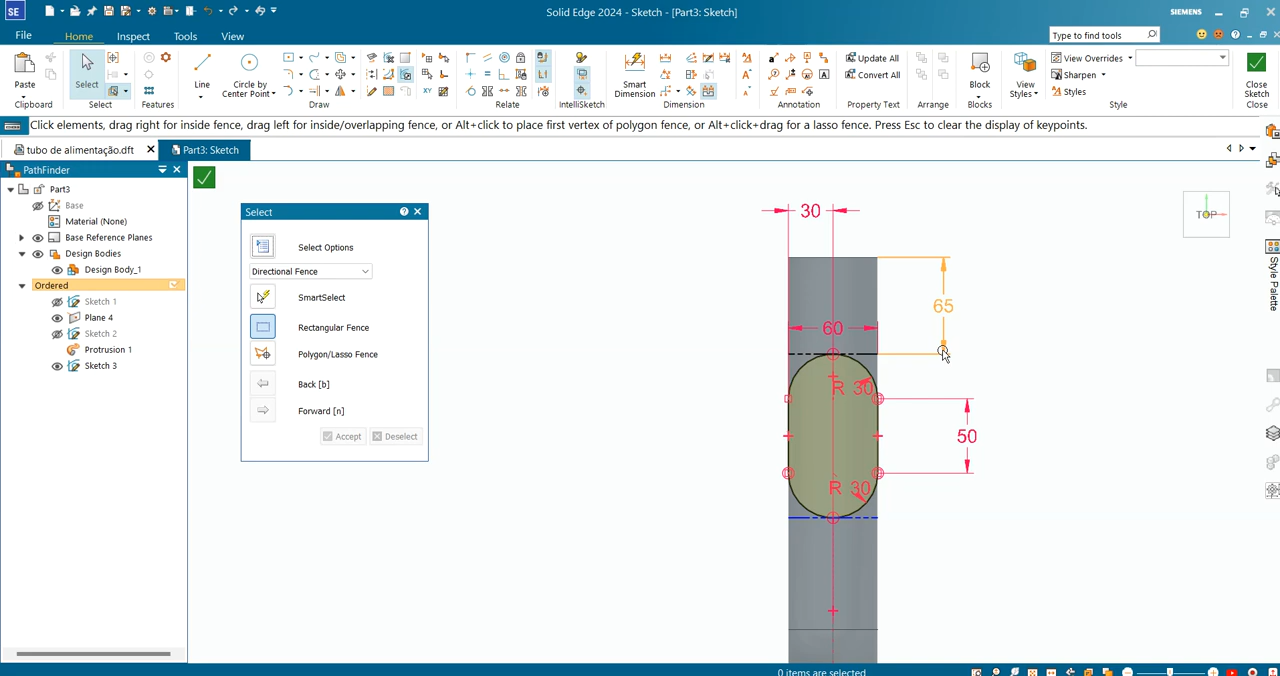 SE
Solid Edge 2024 - Sketch - [Part3: Sketch]
SIEMENS
File
Home
Inspect
Tools
View
Type to find tools
Paste
Clipboard
Select
Select
Features
Line
Circle by Center Point
Draw
Relate
IntelliSketch
Smart Dimension
Dimension
Annotation
Update All
Convert All
Property Text
Arrange
Block
Blocks
View Styles
View Overrides
Sharpen
Styles
Style
Close Sketch
Close
Click elements, drag right for inside fence, drag left for inside/overlapping fence, or Alt+click to place first vertex of polygon fence, or Alt+click+drag for a lasso fence. Press Esc to clear the display of keypoints.
tubo de alimentação.dft
Part3: Sketch
PathFinder
Part3
Base
Material (None)
Base Reference Planes
Design Bodies
Design Body_1
Ordered
Sketch 1
Plane 4
Sketch 2
Protrusion 1
Sketch 3
Select
Select Options
Directional Fence
SmartSelect
Rectangular Fence
Polygon/Lasso Fence
Back [b]
Forward [n]
Accept
Deselect
30
65
60
R 30
50
R 30
TOP
Style Palette
0 items are selected